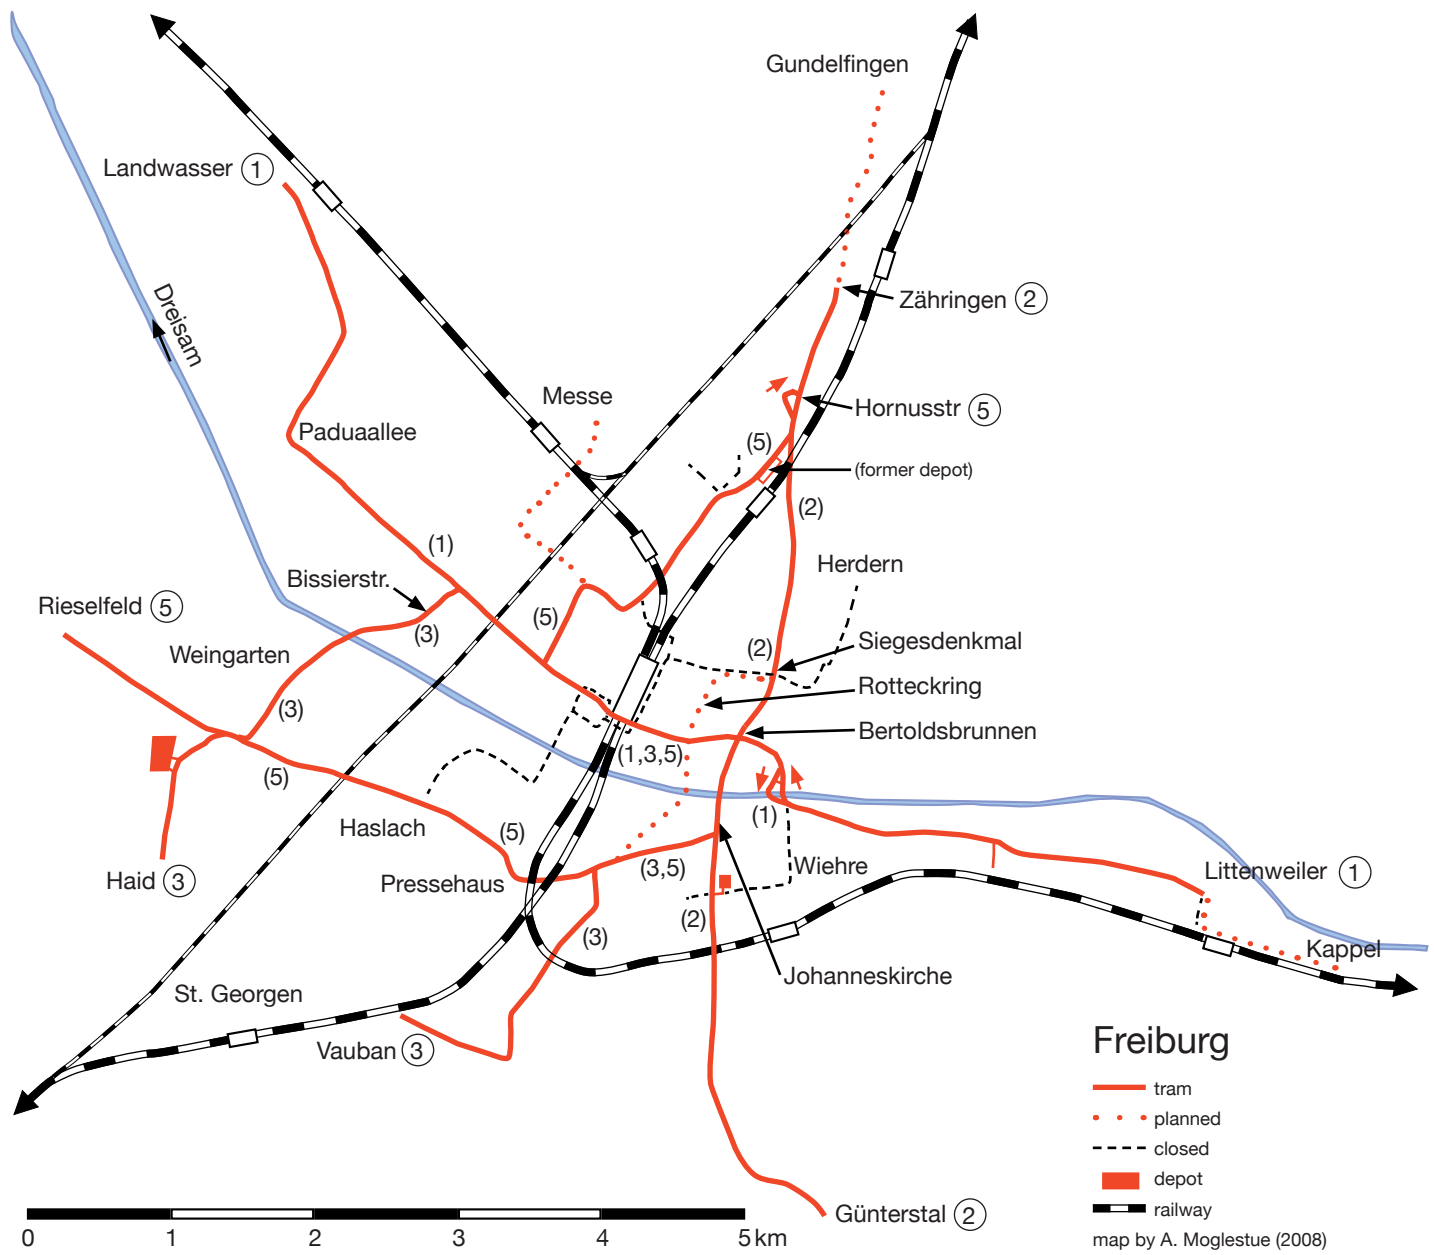 Gundelfingen
Landwasser 1
Dreisam
Zähringen 2
Messe
Hornusstr 5
Paduaallee
(5)
(former depot)
(2)
(1)
Bissierstr.
Herdern
Rieselfeld 5
(5)
(3)
Siegesdenkmal
(2)
Weingarten
Rotteckring
(3)
Bertoldsbrunnen
(1,3,5)
(5)
(1)
Haslach
(5)
Wiehre
(3,5)
Littenweiler 1
Haid 3
Pressehaus
(2)
(3)
Kappel
Johanneskirche
St. Georgen
Vauban 3
Günterstal 2
Freiburg
tram
planned
closed
depot
railway
map by A. Moglestue (2008)
0 1 2 3 4 5 km